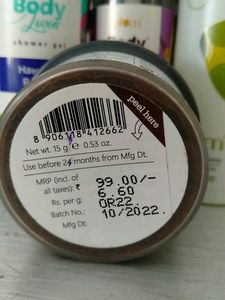 Body
Lovin'
shower gel
Body
peel here
8 906118 412662
Net wt. 15 g e 0.53 oz.
Use before 24 months from Mfg Dt.
MRP (incl. of
all taxes): ₹ 99.00/-
Rs. per g: 6.60
Batch No.: OR22.
Mfg Dt: 10/2022.